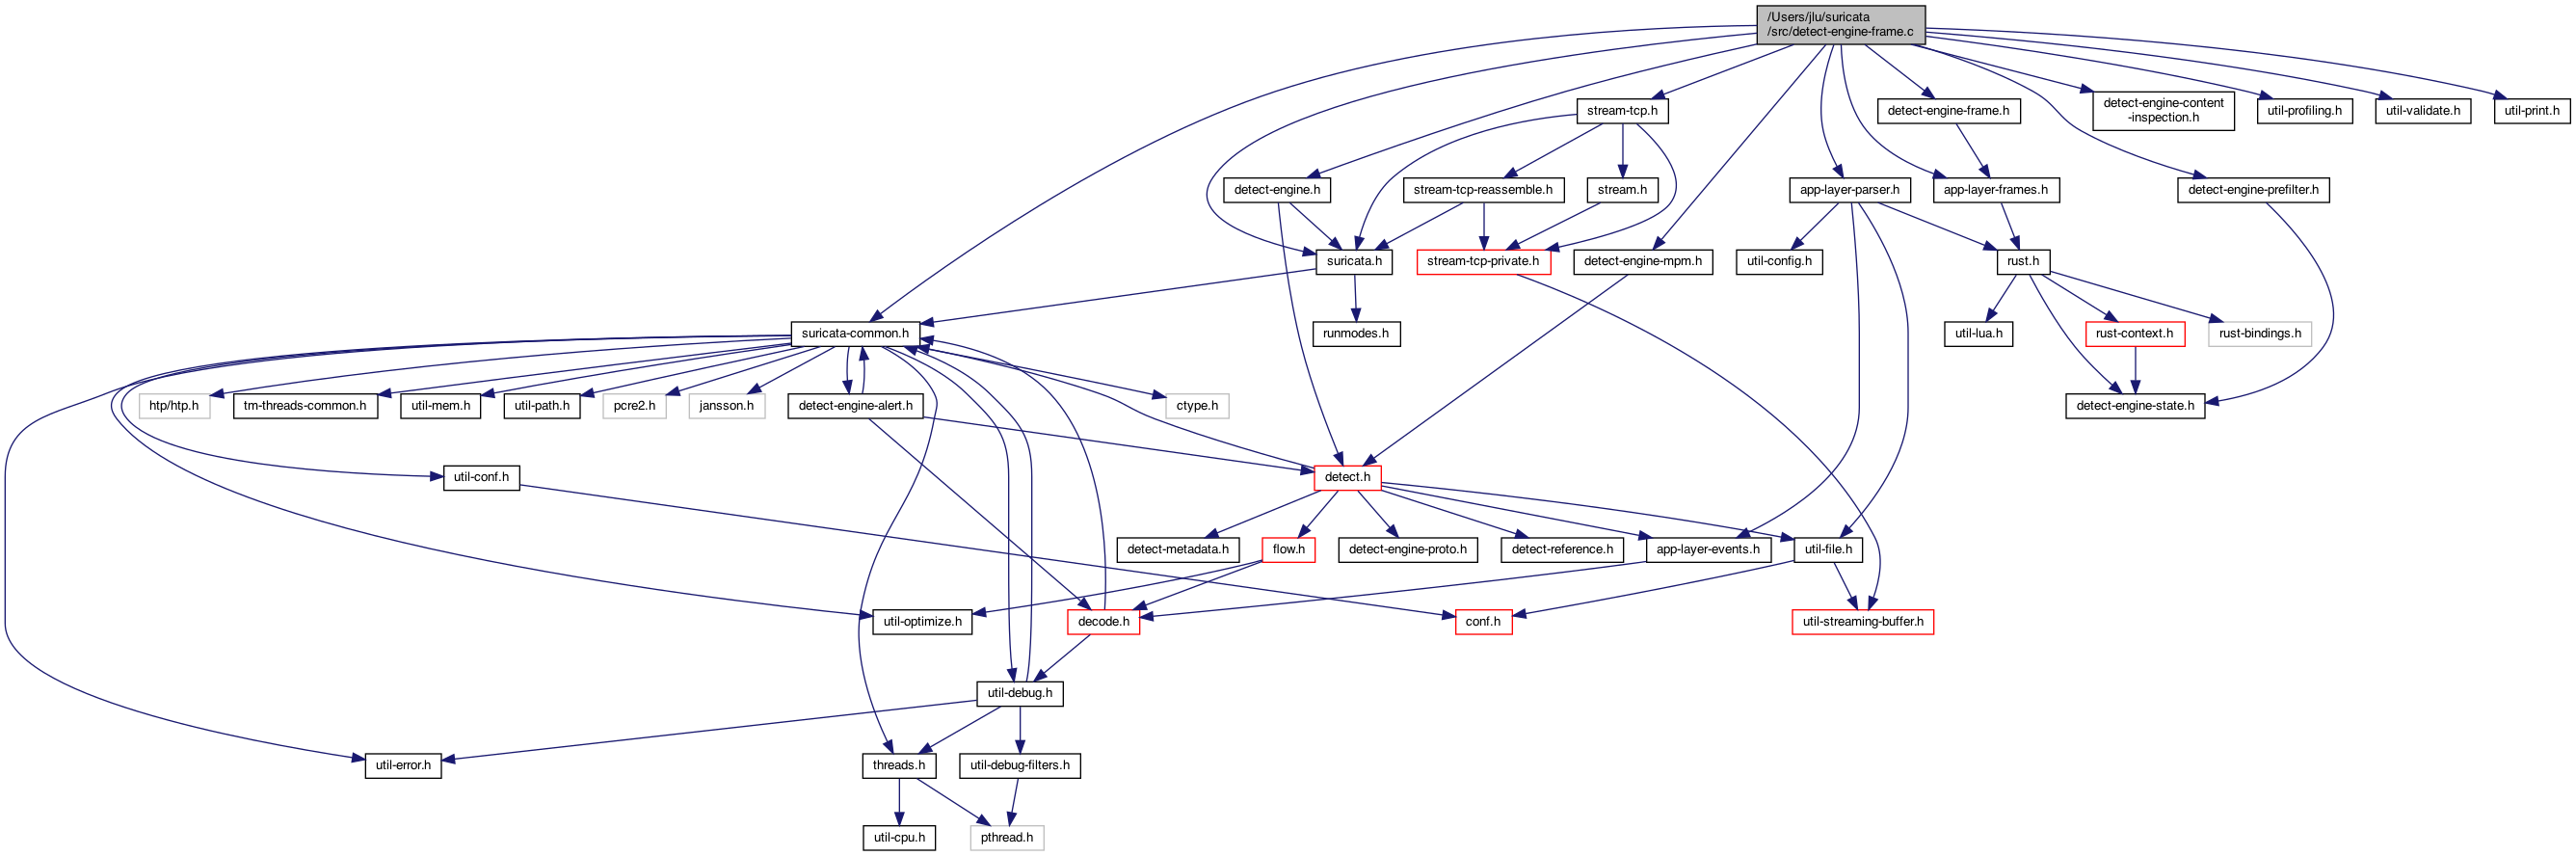 /Users/jlu/suricata
/src/detect-engine-frame.c
stream-tcp.h
detect-engine-frame.h
detect-engine-content
-inspection.h
util-profiling.h
util-validate.h
util-print.h
detect-engine.h
stream-tcp-reassemble.h
stream.h
app-layer-parser.h
app-layer-frames.h
detect-engine-prefilter.h
suricata.h
stream-tcp-private.h
detect-engine-mpm.h
util-config.h
rust.h
suricata-common.h
runmodes.h
util-lua.h
rust-context.h
rust-bindings.h
htp/htp.h
tm-threads-common.h
util-mem.h
util-path.h
pcre2.h
jansson.h
detect-engine-alert.h
ctype.h
detect-engine-state.h
util-conf.h
detect.h
detect-metadata.h
flow.h
detect-engine-proto.h
detect-reference.h
app-layer-events.h
util-file.h
util-optimize.h
decode.h
conf.h
util-streaming-buffer.h
util-debug.h
util-error.h
threads.h
util-debug-filters.h
util-cpu.h
pthread.h